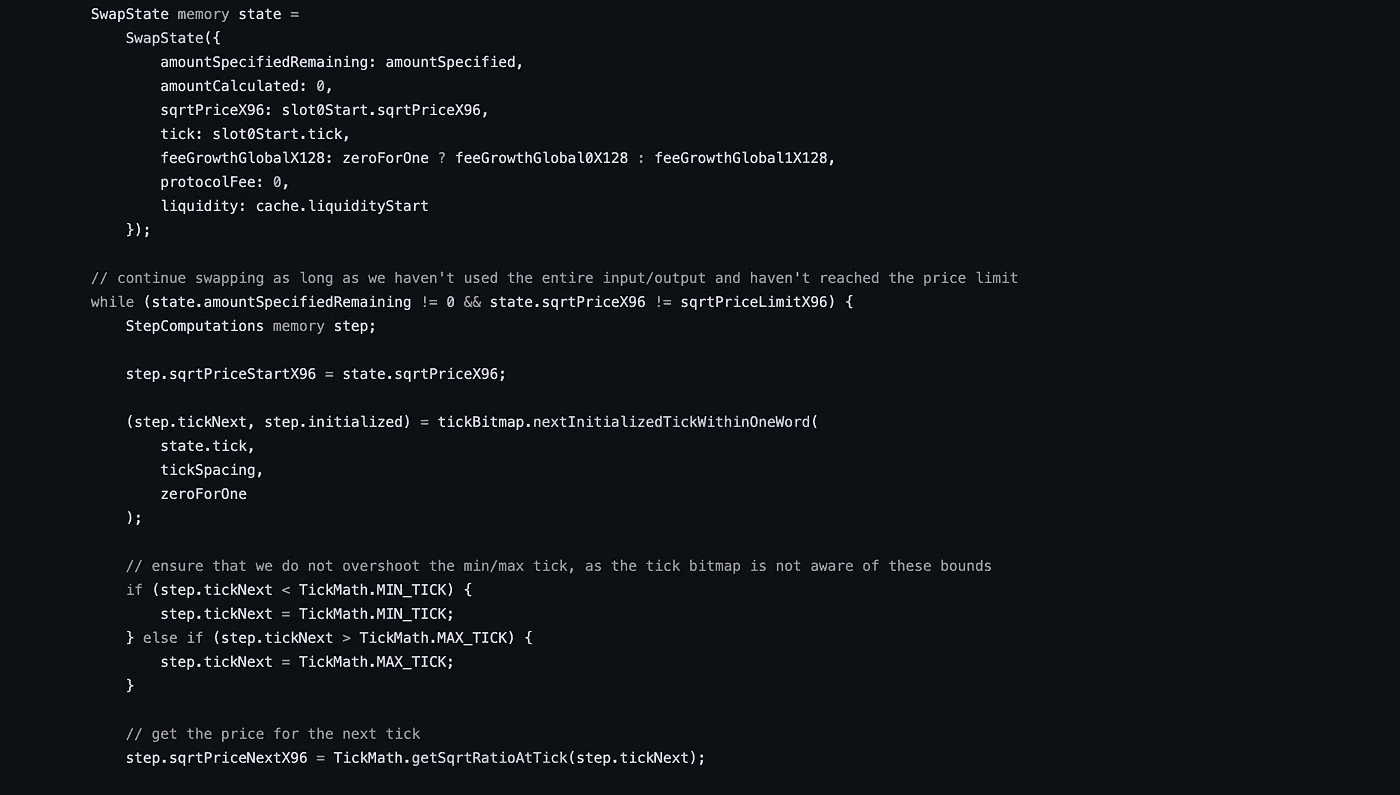 SwapState memory state =
SwapState({
amountSpecifiedRemaining: amountSpecified,
amountCalculated: 0,
sqrtPriceX96: slot0Start.sqrtPriceX96,
tick: slot0Start.tick,
feeGrowthGlobalX128: zeroForOne ? feeGrowthGlobal0X128 : feeGrowthGlobal1X128,
protocolFee: 0,
liquidity: cache.liquidityStart
});
// continue swapping as long as we haven't used the entire input/output and haven't reached the price limit
while (state.amountSpecifiedRemaining != 0 && state.sqrtPriceX96 != sqrtPriceLimitX96) {
StepComputations memory step;
step.sqrtPriceStartX96 = state.sqrtPriceX96;
(step.tickNext, step.initialized) = tickBitmap.nextInitializedTickWithinOneWord(
state.tick,
tickSpacing,
zeroForOne
);
// ensure that we do not overshoot the min/max tick, as the tick bitmap is not aware of these bounds
if (step.tickNext < TickMath.MIN_TICK) {
step.tickNext = TickMath.MIN_TICK;
} else if (step.tickNext > TickMath.MAX_TICK) {
step.tickNext = TickMath.MAX_TICK;
}
// get the price for the next tick
step.sqrtPriceNextX96 = TickMath.getSqrtRatioAtTick(step.tickNext);